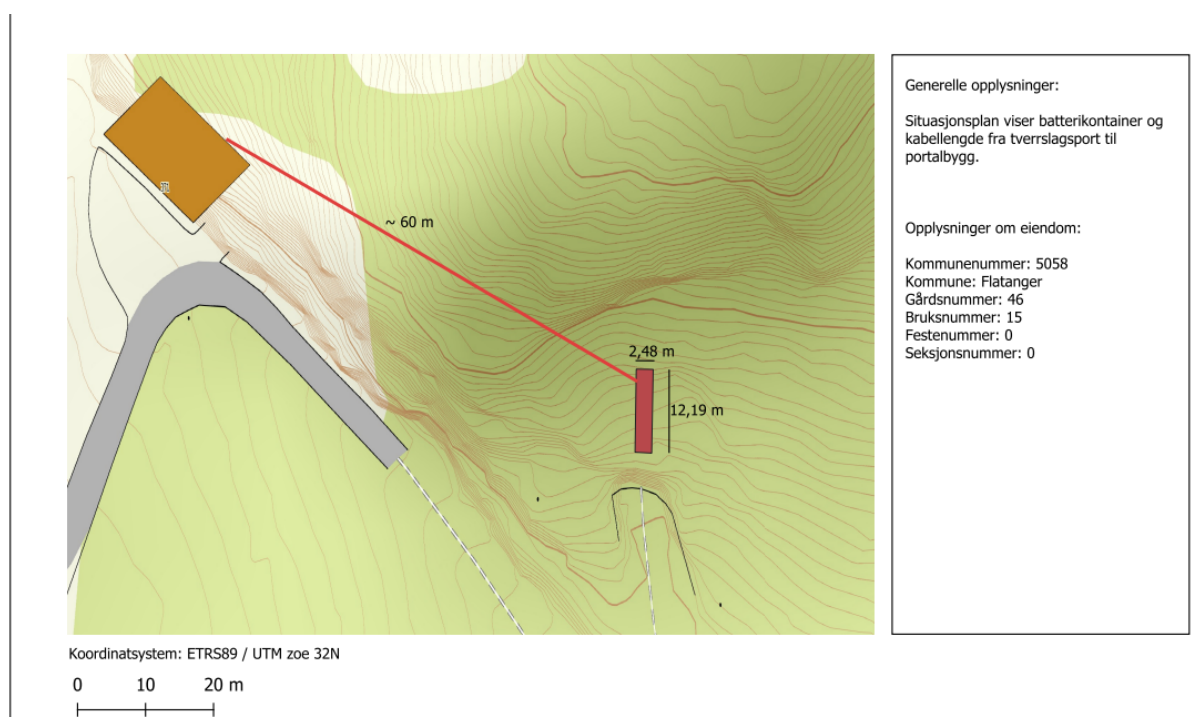 ~ 60 m
2,48 m
12,19 m
Generelle opplysninger:
Situasjonsplan viser batterikontainer og
kabellengde fra tverrslagsport til
portalbygg.
Opplysninger om eiendom:
Kommunenummer: 5058
Kommune: Flatanger
Gårdsnummer: 46
Bruksnummer: 15
Festenummer: 0
Seksjonsnummer: 0
Koordinatsystem: ETRS89 / UTM zoe 32N
0 10 20 m